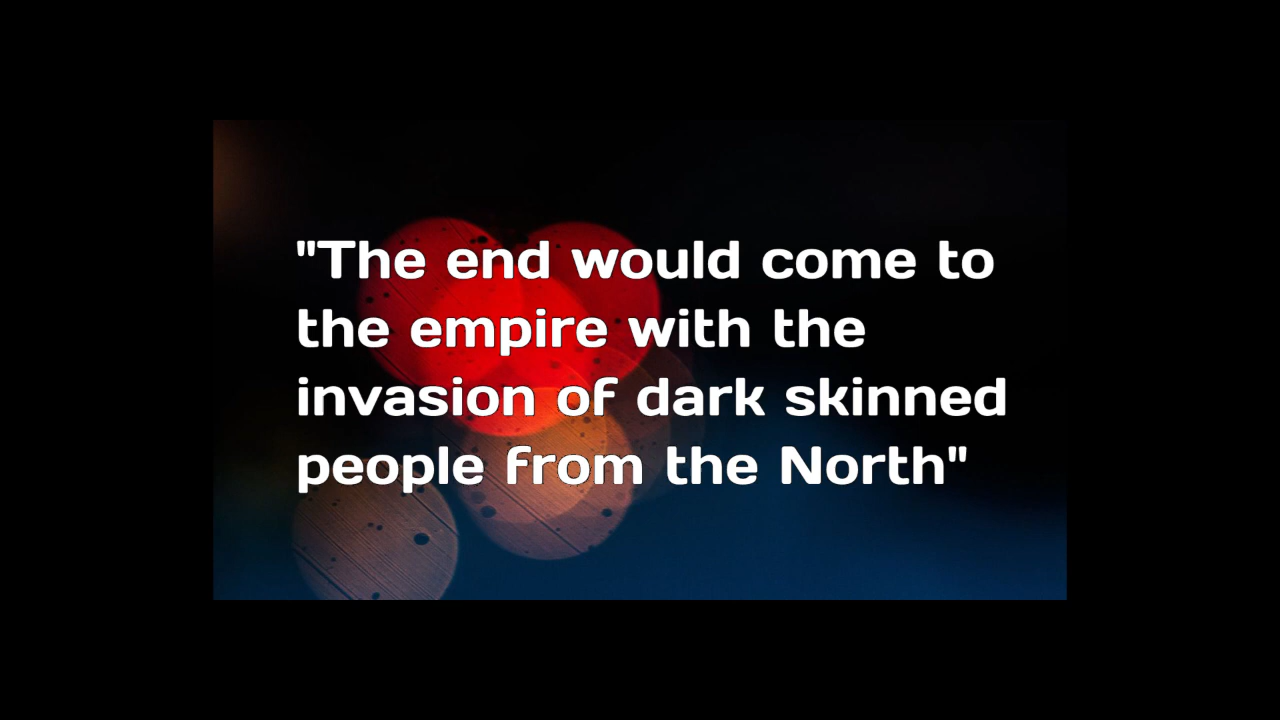 "The end would come to
the empire with the
invasion of dark skinned
people from the North"